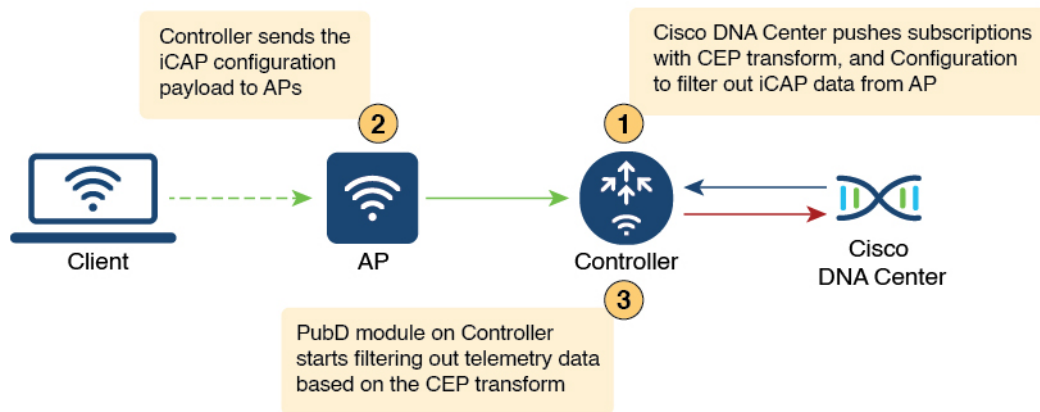 Controller sends the
iCAP configuration
payload to APs
2
Cisco DNA Center pushes subscriptions
with CEP transform, and Configuration
to filter out iCAP data from AP
1
Client
AP
Controller
Cisco
DNA Center
3
PubD module on Controller
starts filtering out telemetry data
based on the CEP transform